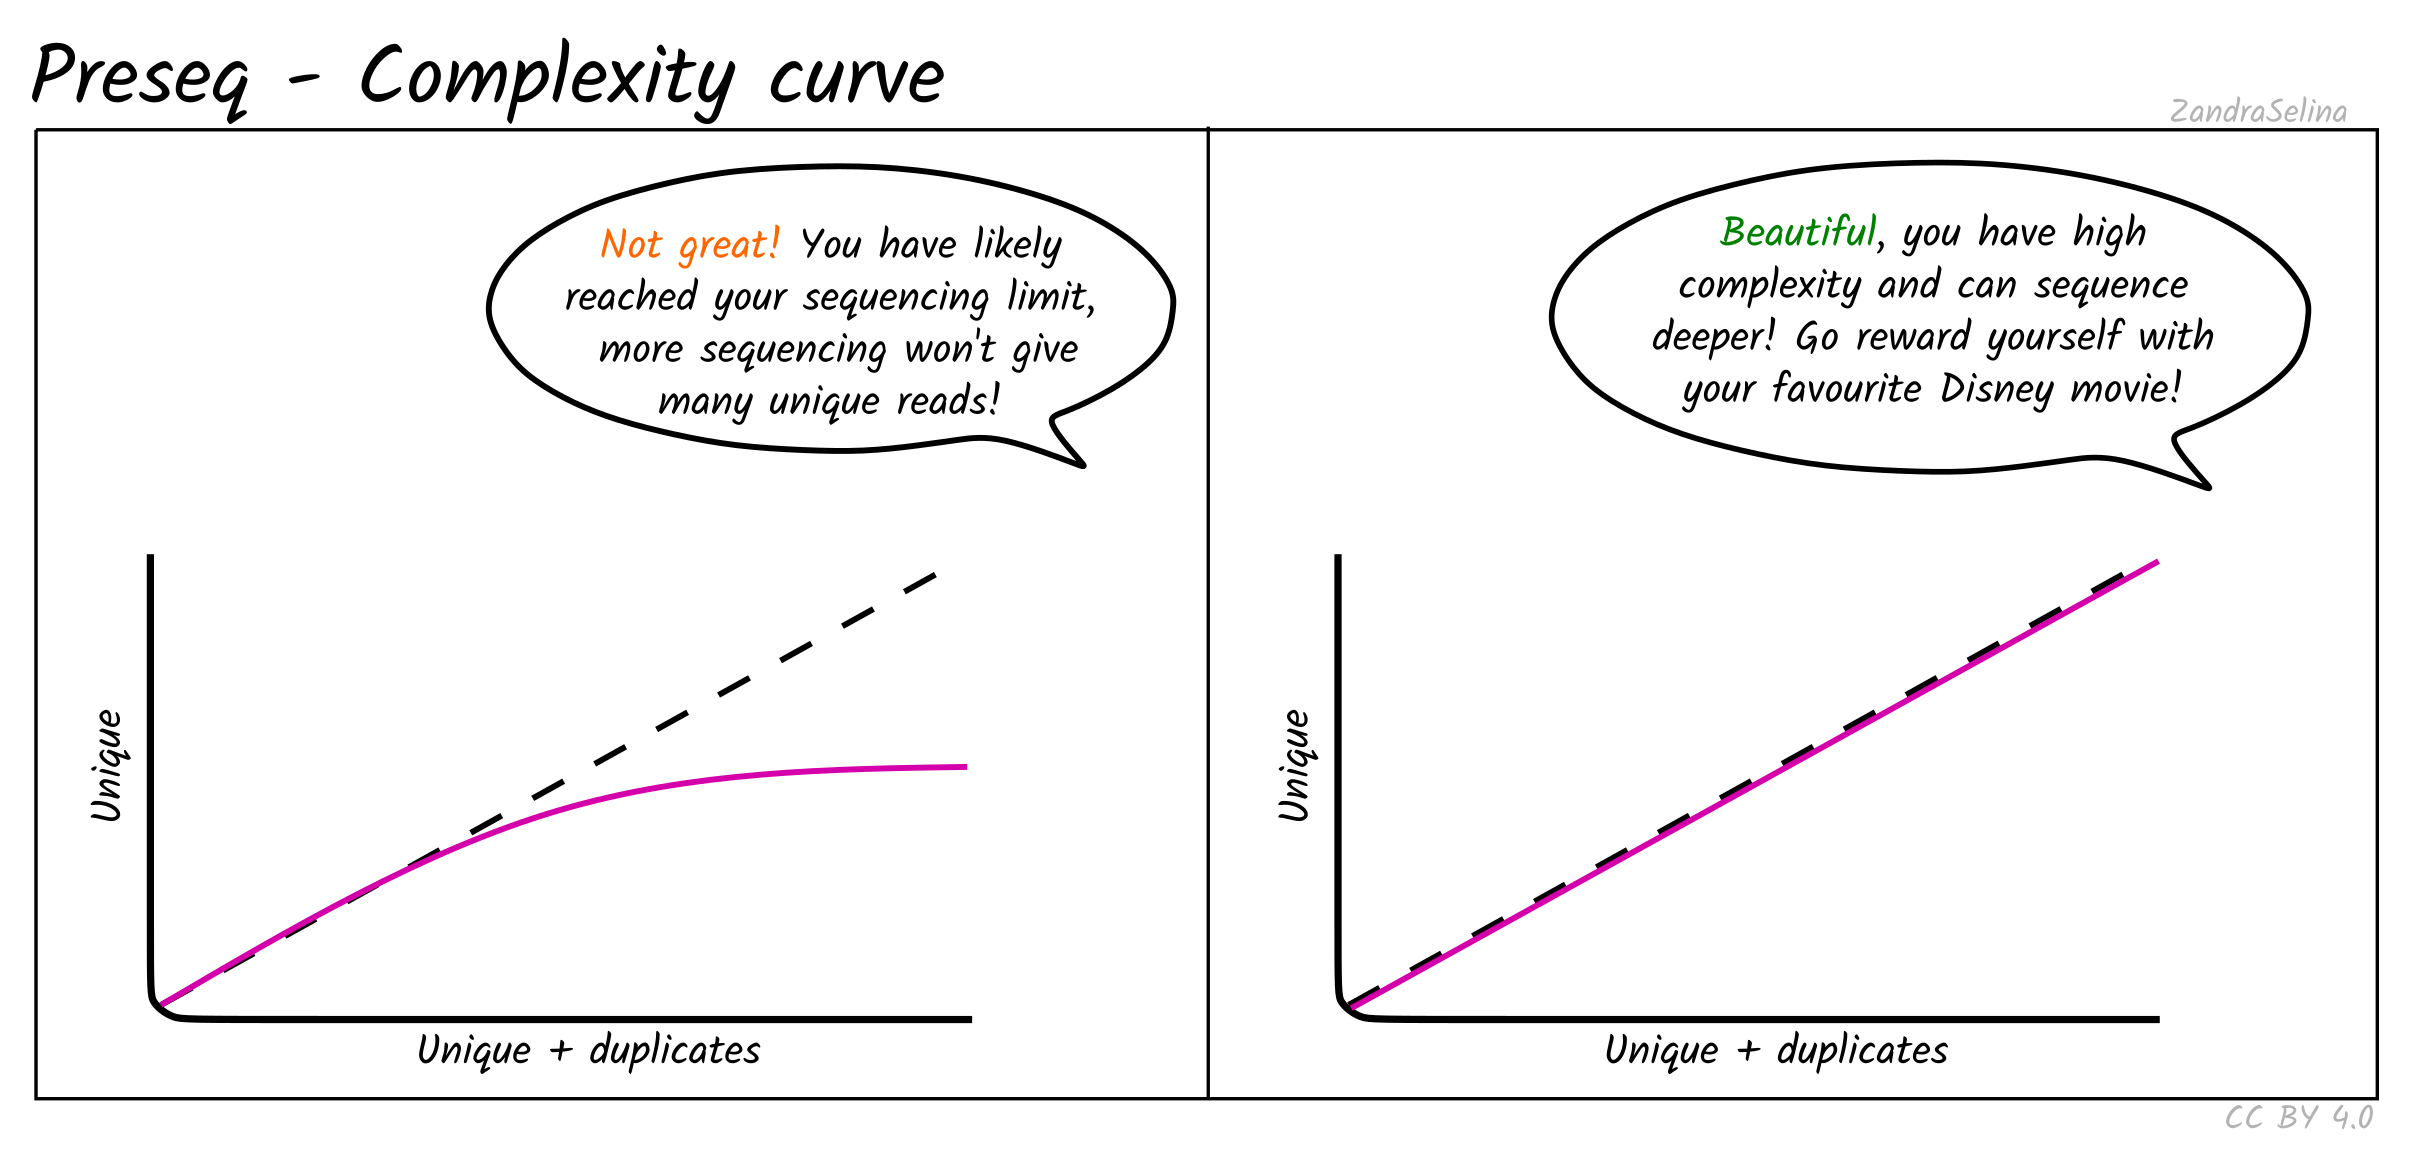 Preseq - Complexity curve
ZandraSelina
Not great! You have likely
reached your sequencing limit,
more sequencing won't give
many unique reads!
Unique
Unique + duplicates
Beautiful, you have high
complexity and can sequence
deeper! Go reward yourself with
your favourite Disney movie!
Unique
Unique + duplicates
CC BY 4.0